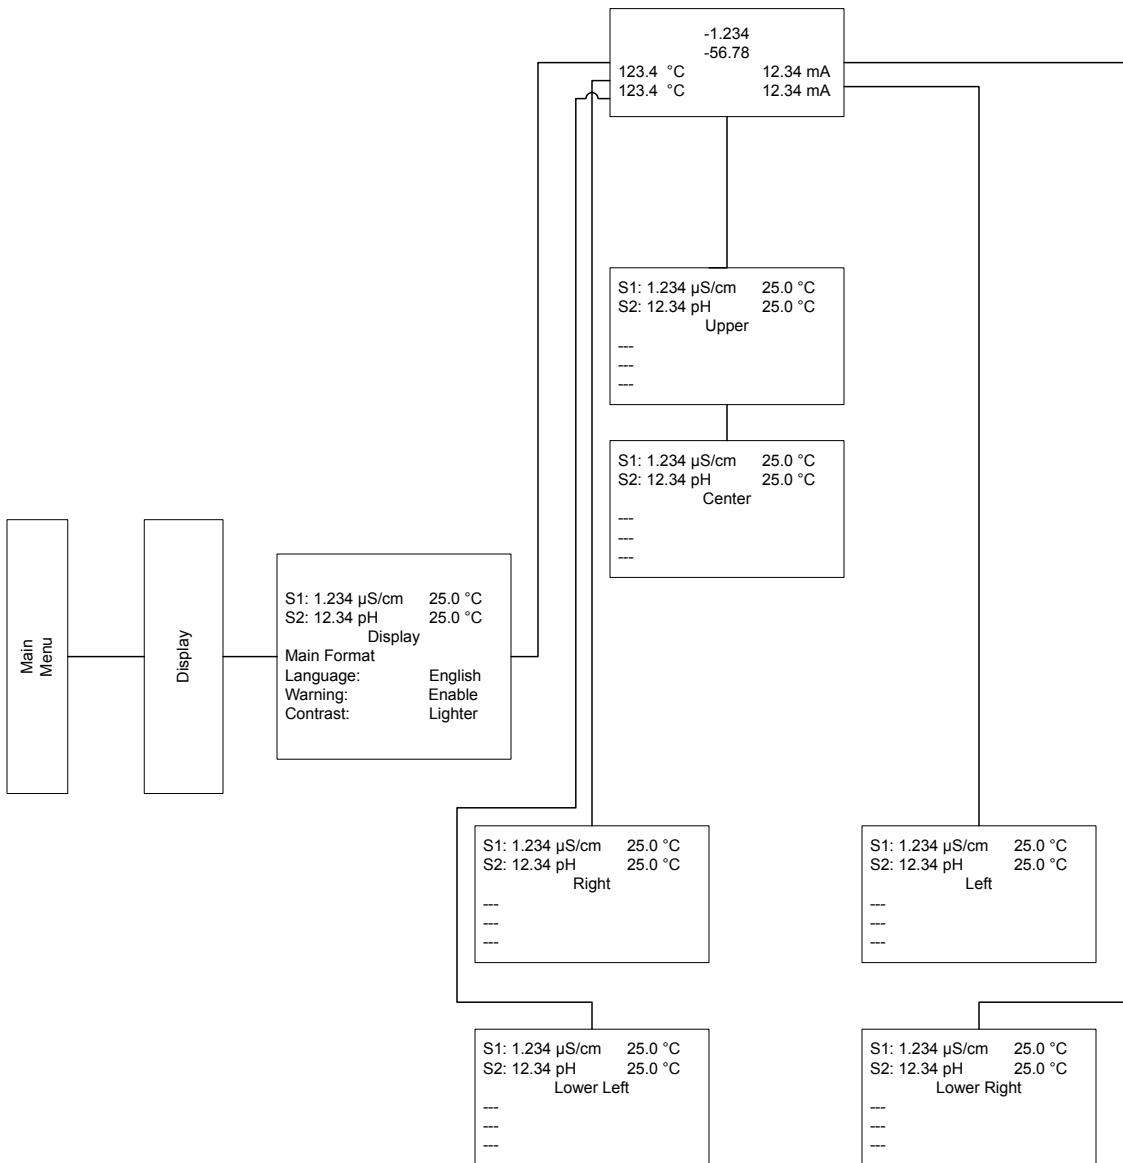 -1.234
-56.78
123.4 °C 12.34 mA
123.4 °C 12.34 mA
S1: 1.234 µS/cm 25.0 °C
S2: 12.34 pH 25.0 °C
Upper
---
---
---
S1: 1.234 µS/cm 25.0 °C
S2: 12.34 pH 25.0 °C
Center
---
---
---
Main
Menu
Display
S1: 1.234 µS/cm 25.0 °C
S2: 12.34 pH 25.0 °C
Display
Main Format
Language: English
Warning: Enable
Contrast: Lighter
S1: 1.234 µS/cm 25.0 °C
S2: 12.34 pH 25.0 °C
Right
---
---
---
S1: 1.234 µS/cm 25.0 °C
S2: 12.34 pH 25.0 °C
Left
---
---
---
S1: 1.234 µS/cm 25.0 °C
S2: 12.34 pH 25.0 °C
Lower Left
---
---
---
S1: 1.234 µS/cm 25.0 °C
S2: 12.34 pH 25.0 °C
Lower Right
---
---
---